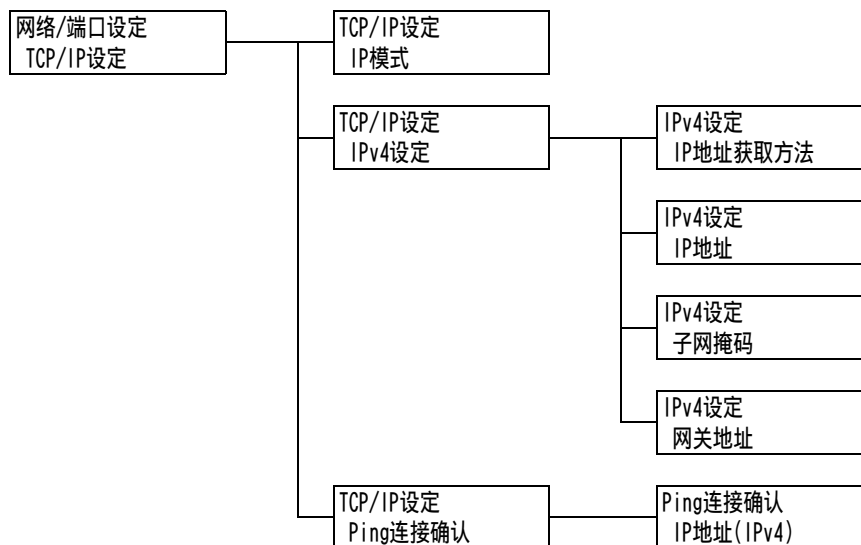 网络/端口设定
TCP/IP设定
TCP/IP设定
IP模式
TCP/IP设定
IPv4设定
IPv4设定
IP地址获取方法
IPv4设定
IP地址
IPv4设定
子网掩码
IPv4设定
网关地址
TCP/IP设定
Ping连接确认
Ping连接确认
IP地址(IPv4)